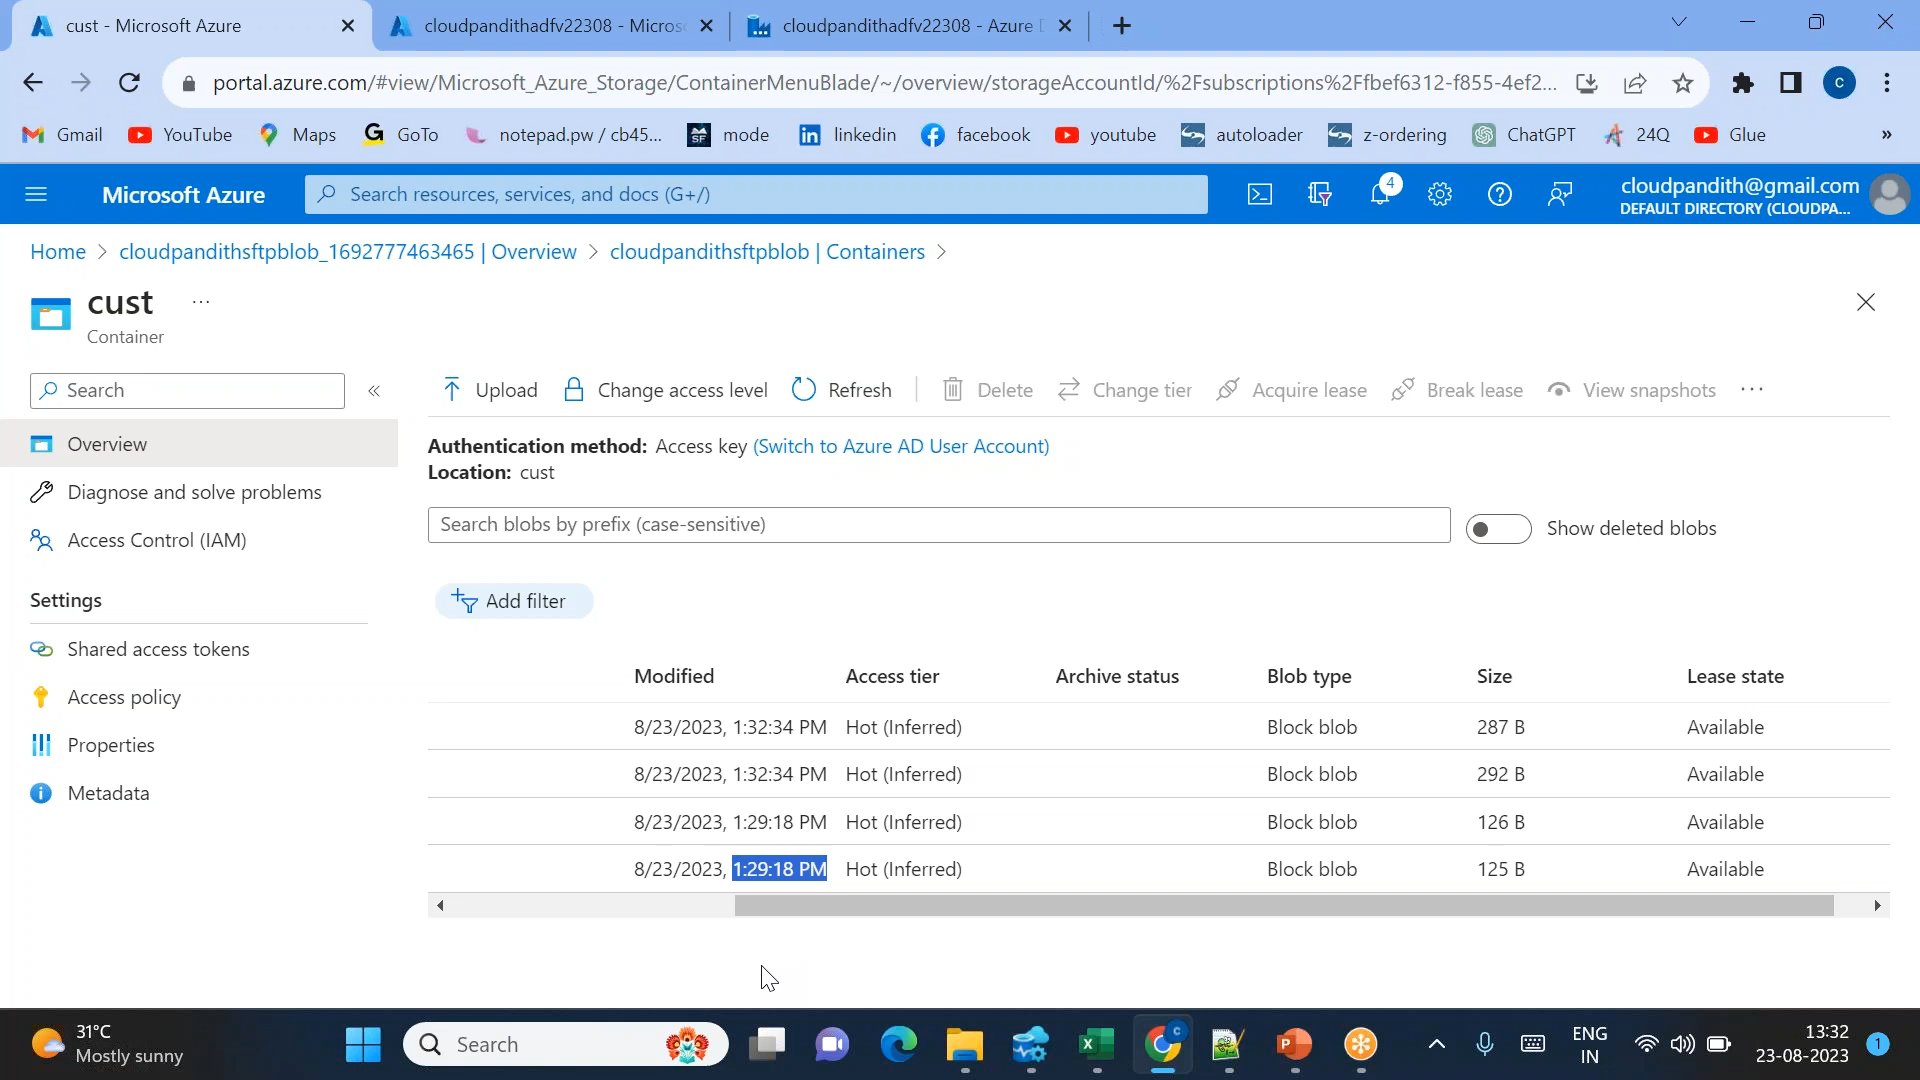 cust - Microsoft Azure
cloudpandithadfv22308 - Micros
cloudpandithadfv22308 - Azure D
portal.azure.com/#view/Microsoft_Azure_Storage/ContainerMenuBlade/~/overview/storageAccountId/%2Fsubscriptions%2Ffbef6312-f855-4ef2...
c
Gmail
YouTube
Maps
GoTo
notepad.pw / cb45...
mode
linkedin
facebook
youtube
autoloader
z-ordering
ChatGPT
24Q
Glue
»
Microsoft Azure
Search resources, services, and docs (G+/)
4
cloudpandith@gmail.com
DEFAULT DIRECTORY (CLOUDPA...
Home > cloudpandithsftpblob_1692777463465 | Overview > cloudpandithsftpblob | Containers >
cust ...
Container
Search
«
Upload
Change access level
Refresh
Delete
Change tier
Acquire lease
Break lease
View snapshots
...
Overview
Diagnose and solve problems
Access Control (IAM)
Settings
Shared access tokens
Access policy
Properties
Metadata
Authentication method: Access key (Switch to Azure AD User Account)
Location: cust
Search blobs by prefix (case-sensitive)
Show deleted blobs
Add filter
Modified Access tier Archive status Blob type Size Lease state
8/23/2023, 1:32:34 PM Hot (Inferred) Block blob 287 B Available
8/23/2023, 1:32:34 PM Hot (Inferred) Block blob 292 B Available
8/23/2023, 1:29:18 PM Hot (Inferred) Block blob 126 B Available
8/23/2023, 1:29:18 PM Hot (Inferred) Block blob 125 B Available
31°C
Mostly sunny
Search
ENG
IN
13:32
23-08-2023
1